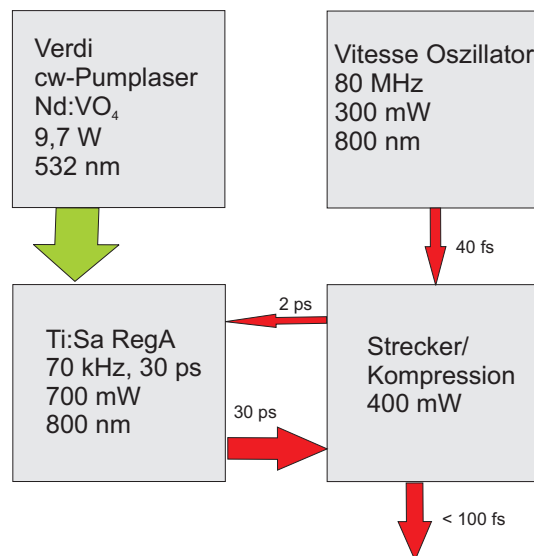 Verdi
cw-Pumplaser
Nd:VO₄
9,7 W
532 nm
Vitesse Oszillator
80 MHz
300 mW
800 nm
40 fs
2 ps
Ti:Sa RegA
70 kHz, 30 ps
700 mW
800 nm
30 ps
Strecker/
Kompression
400 mW
< 100 fs